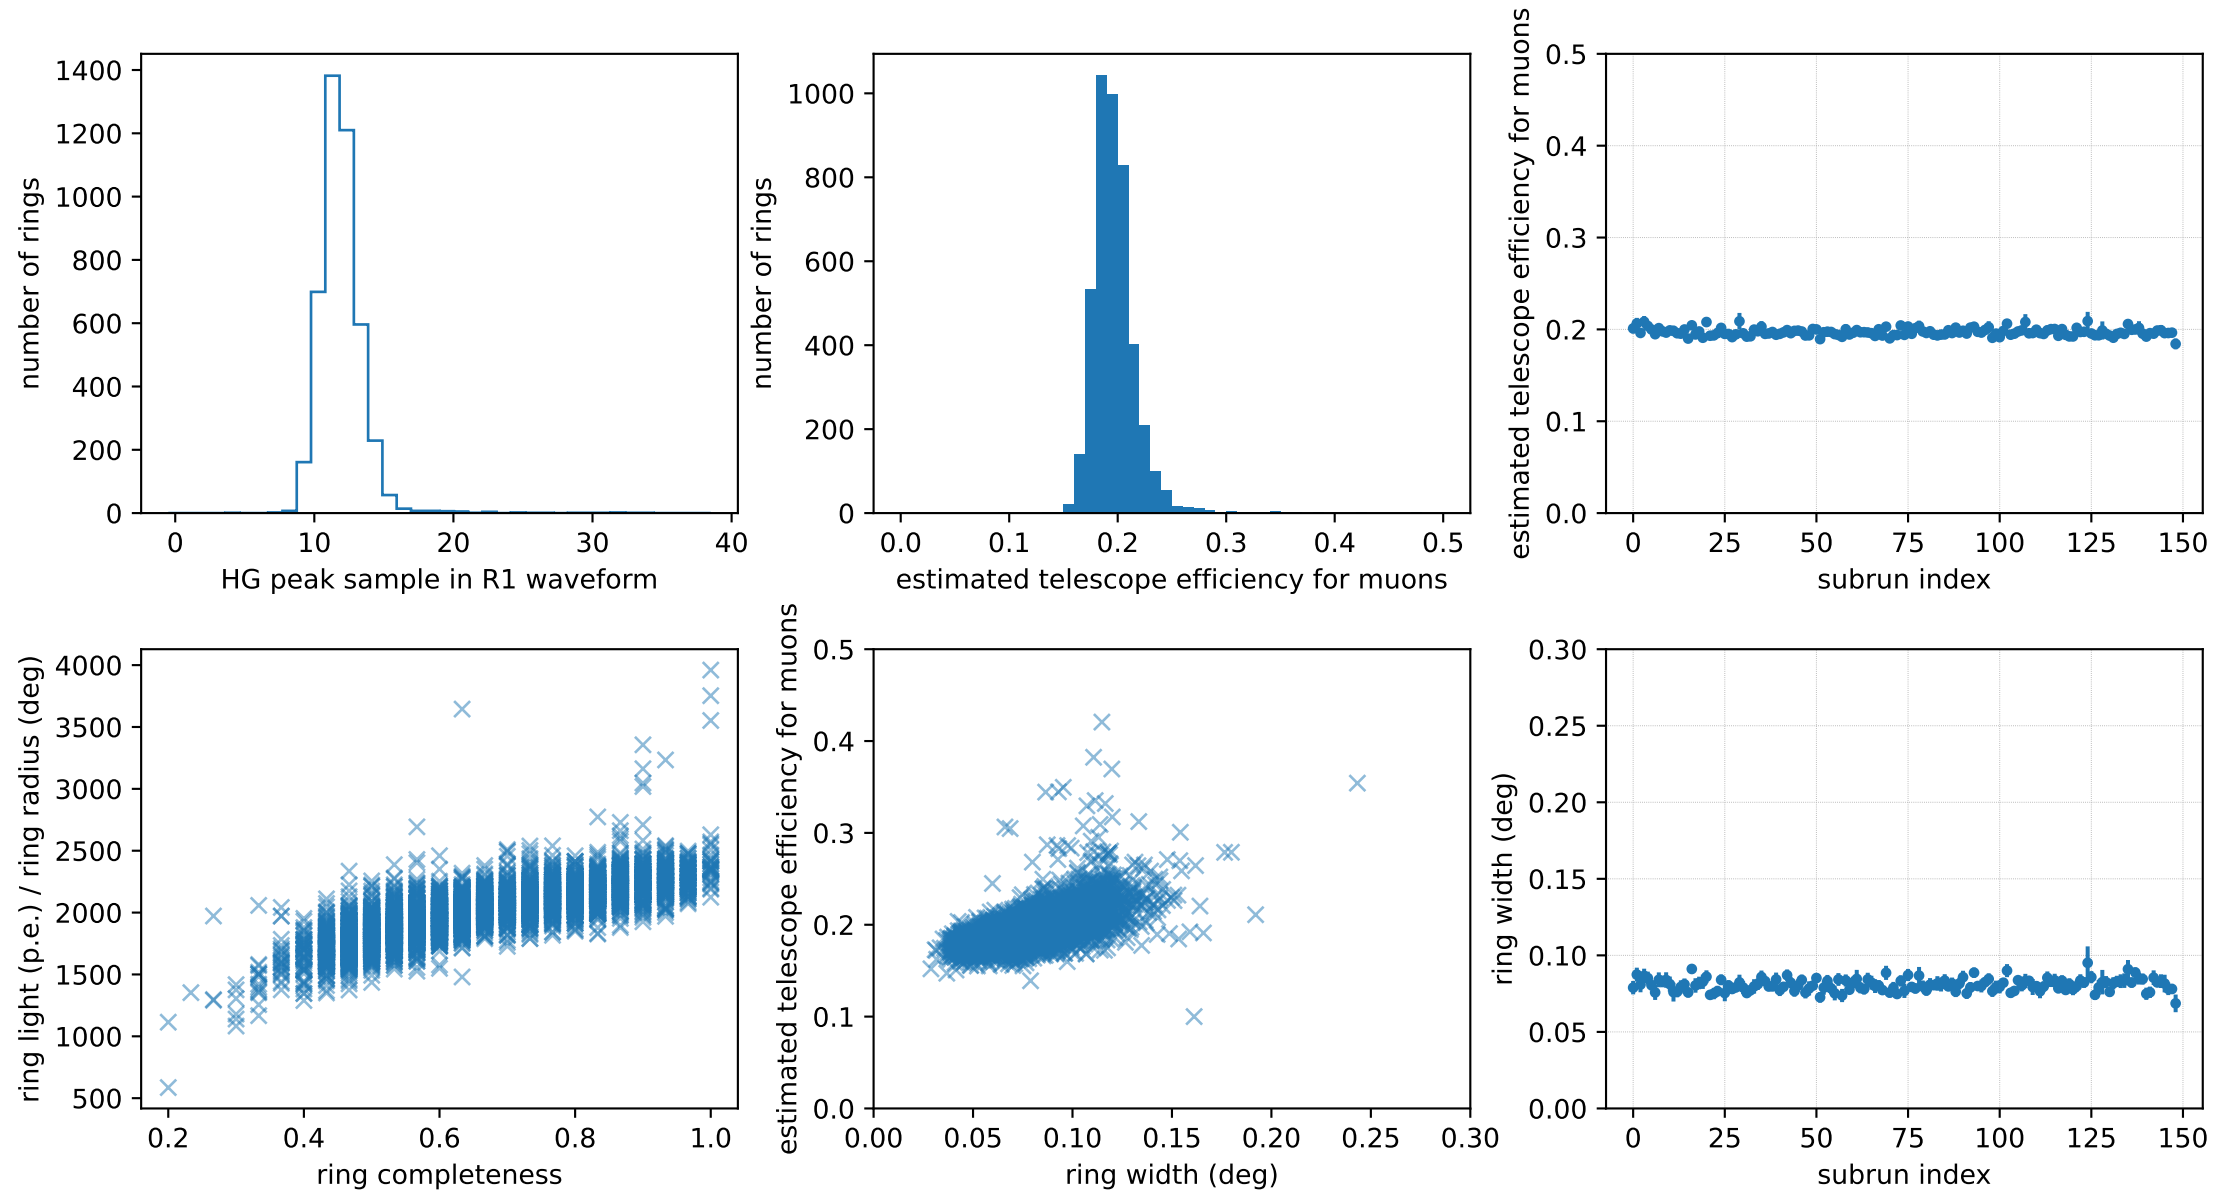 1400
1200
1000
800
600
400
200
0
number of rings
0 10 20 30 40
HG peak sample in R1 waveform
1000
800
600
400
200
0
number of rings
0.0 0.1 0.2 0.3 0.4 0.5
estimated telescope efficiency for muons
0.5
0.4
0.3
0.2
0.1
0.0
estimated telescope efficiency for muons
0 25 50 75 100 125 150
subrun index
4000
3500
3000
2500
2000
1500
1000
500
ring light (p.e.) / ring radius (deg)
0.2 0.4 0.6 0.8 1.0
ring completeness
0.5
0.4
0.3
0.2
0.1
0.0
estimated telescope efficiency for muons
0.00 0.05 0.10 0.15 0.20 0.25 0.30
ring width (deg)
0.30
0.25
0.20
0.15
0.10
0.05
0.00
ring width (deg)
0 25 50 75 100 125 150
subrun index